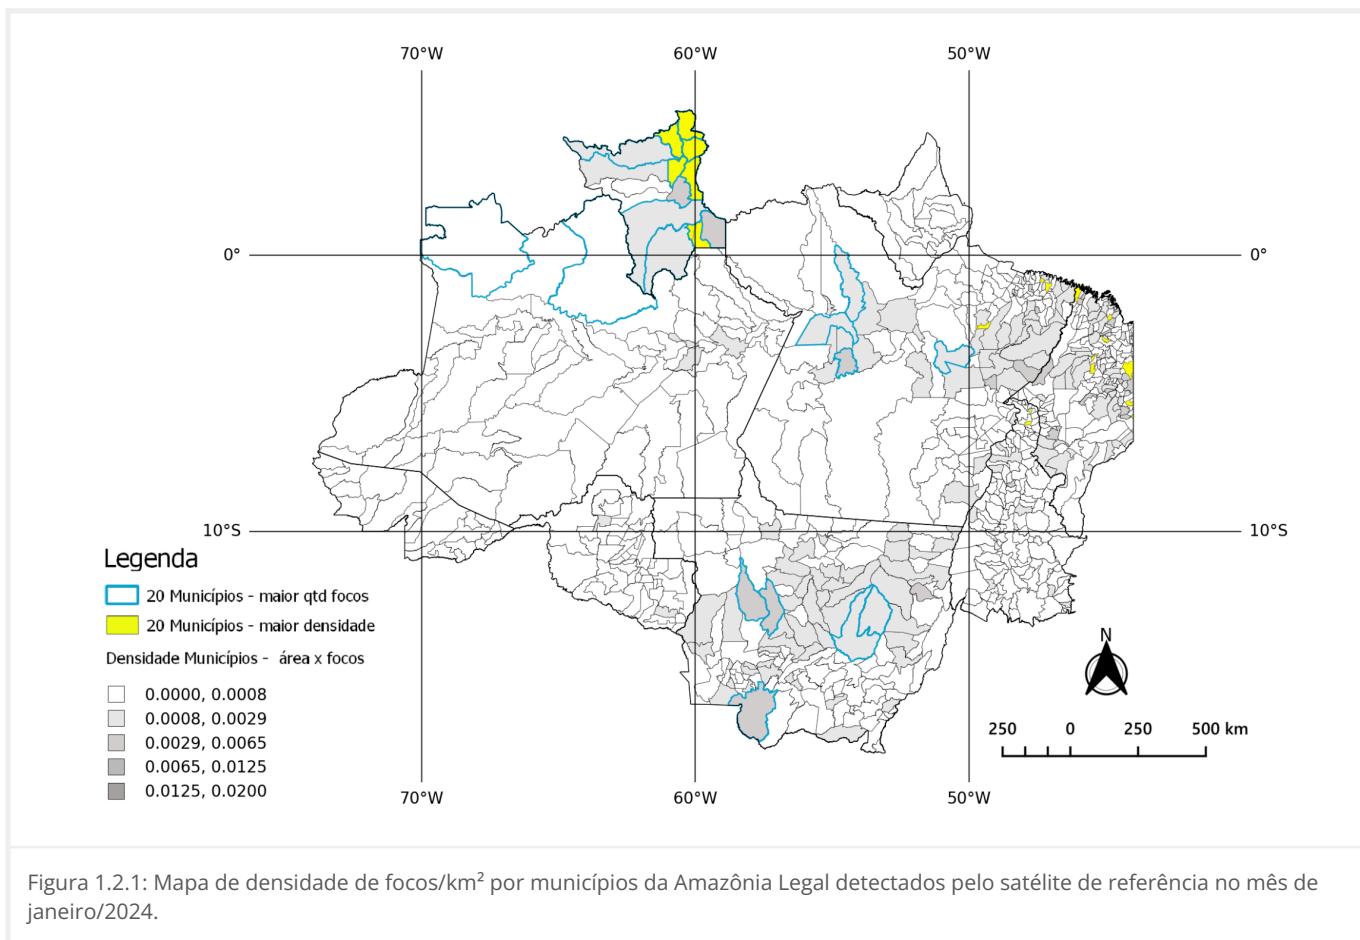 70°W 60°W 50°W
0° 0°
10°S 10°S
Legenda
20 Municípios - maior qtd focos
20 Municípios - maior densidade
Densidade Municípios - área x focos
0.0000, 0.0008
0.0008, 0.0029
0.0029, 0.0065
0.0065, 0.0125
0.0125, 0.0200
N
250 0 250 500 km
70°W 60°W 50°W
Figura 1.2.1: Mapa de densidade de focos/km² por municípios da Amazônia Legal detectados pelo satélite de referência no mês de
janeiro/2024.